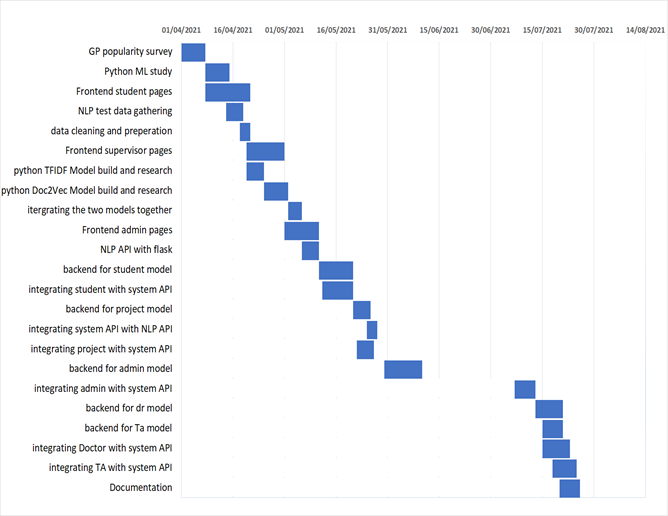 01/04/2021 16/04/2021 01/05/2021 16/05/2021 31/05/2021 15/06/2021 30/06/2021 15/07/2021 30/07/2021 14/08/2021
GP popularity survey
Python ML study
Frontend student pages
NLP test data gathering
data cleaning and preperation
Frontend supervisor pages
python TFIDF Model build and research
python Doc2Vec Model build and research
itergrating the two models together
Frontend admin pages
NLP API with flask
backend for student model
integrating student with system API
backend for project model
integrating system API with NLP API
integrating project with system API
backend for admin model
integrating admin with system API
backend for dr model
backend for Ta model
integrating Doctor with system API
integrating TA with system API
Documentation